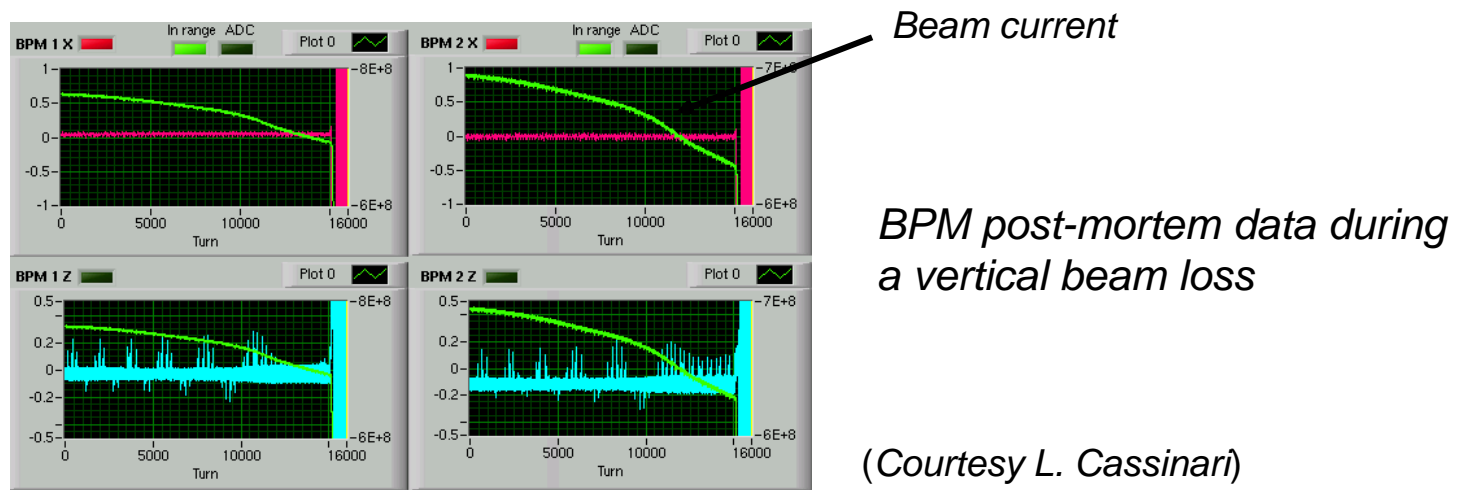 Beam current
BPM 1 X In range ADC Plot 0
1-
0.5-
0-
-0.5-
-1-
-8E+8
-6E+8
0 5000 10000 16000
Turn
BPM 2 X In range ADC Plot 0
1-
0.5-
0-
-0.5-
-1-
-7E+8
-6E+8
0 5000 10000 16000
Turn
BPM post-mortem data during
a vertical beam loss
BPM 1 Z Plot 0
0.5-
0.2-
0-
-0.2-
-0.5-
-8E+8
-6E+8
0 5000 10000 16000
Turn
BPM 2 Z Plot 0
0.5-
0.2-
0-
-0.2-
-0.5-
-7E+8
-6E+8
0 5000 10000 16000
Turn
(Courtesy L. Cassinari)